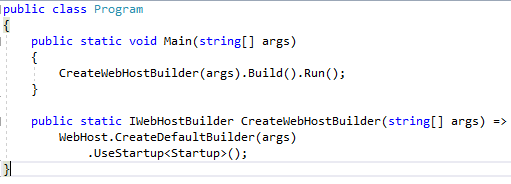 public class Program
{
    public static void Main(string[] args)
    {
        CreateWebHostBuilder(args).Build().Run();
    }

    public static IWebHostBuilder CreateWebHostBuilder(string[] args) =>
        WebHost.CreateDefaultBuilder(args)
            .UseStartup<Startup>();
}